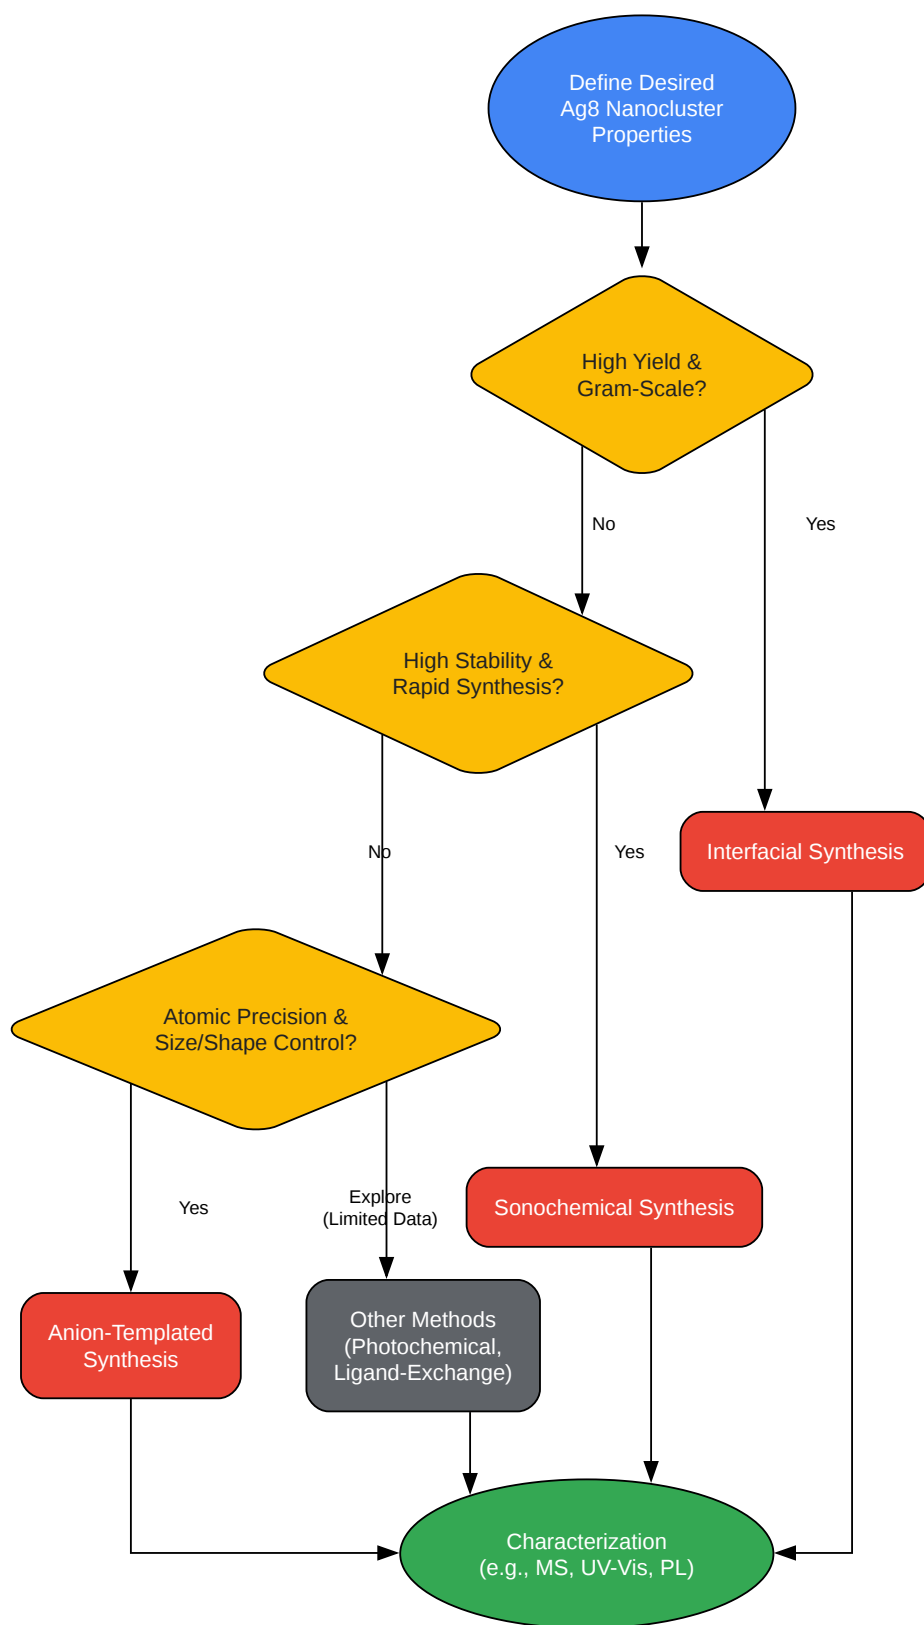 Define Desired
Ag8 Nanocluster
Properties
High Yield &
Gram-Scale?
No
Yes
High Stability &
Rapid Synthesis?
No
Yes
Interfacial Synthesis
Atomic Precision &
Size/Shape Control?
Yes
Explore
(Limited Data)
Sonochemical Synthesis
Anion-Templated
Synthesis
Other Methods
(Photochemical,
Ligand-Exchange)
Characterization
(e.g., MS, UV-Vis, PL)